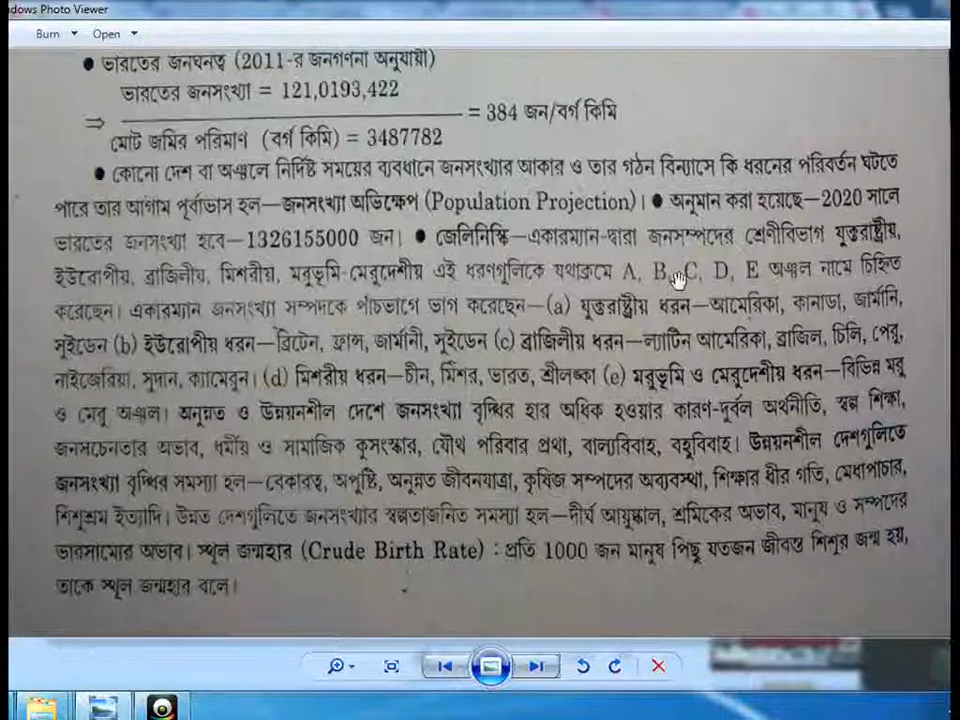 dows Photo Viewer
Burn Open
● ভারতের জনঘনত্ব (2011-র জনগণনা অনুযায়ী)
ভারতের জনসংখ্যা = 121,0193,422
⇒ = 384 জন/বর্গ কিমি
মোট জমির পরিমাণ (বর্গ কিমি) = 3487782
● কোনো দেশ বা অঞ্চলে নির্দিষ্ট সময়ের ব্যবধানে জনসংখ্যার আকার ও তার গঠন বিন্যাসে কি ধরনের পরিবর্তন ঘটতে
পারে তার আগাম পূর্বাভাস হল—জনসংখ্যা অভিক্ষেপ (Population Projection)। ● অনুমান করা হয়েছে—2020 সালে
ভারতের জনসংখ্যা হবে—1326155000 জন। ● জেলিনিস্কি—একারম্যান-দ্বারা জনসম্পদের শ্রেণীবিভাগ যুক্তরাষ্ট্রীয়,
ইউরোপীয়, ব্রাজিলীয়, মিশরীয়, মরুভূমি-মেরুদেশীয় এই ধরণগুলিকে যথাক্রমে A, B, C, D, E অঞ্চল নামে চিহ্নিত
করেছেন। একারম্যান জনসংখ্যা সম্পদকে পাঁচভাগে ভাগ করেছেন—(a) যুক্তরাষ্ট্রীয় ধরন—আমেরিকা, কানাডা, জার্মানি,
সুইডেন (b) ইউরোপীয় ধরন—ব্রিটেন, ফ্রান্স, জার্মানী, সুইডেন (c) ব্রাজিলীয় ধরন—ল্যাটিন আমেরিকা, ব্রাজিল, চিলি, পেরু,
নাইজেরিয়া, সুদান, ক্যামেরুন। (d) মিশরীয় ধরন—চীন, মিশর, ভারত, শ্রীলঙ্কা (e) মরুভূমি ও মেরুদেশীয় ধরন—বিভিন্ন মরু
ও মেরু অঞ্চল। অনুন্নত ও উন্নয়নশীল দেশে জনসংখ্যা বৃদ্ধির হার অধিক হওয়ার কারণ-দুর্বল অর্থনীতি, স্বল্প শিক্ষা,
জনসচেনতার অভাব, ধর্মীয় ও সামাজিক কুসংস্কার, যৌথ পরিবার প্রথা, বাল্যবিবাহ, বহুবিবাহ। উন্নয়নশীল দেশগুলিতে
জনসংখ্যা বৃদ্ধির সমস্যা হল—বেকারত্ব, অপুষ্টি, অনুন্নত জীবনযাত্রা, কৃষিজ সম্পদের অব্যবস্থা, শিক্ষার ধীর গতি, মেধাপাচার,
শিশুশ্রম ইত্যাদি। উন্নত দেশগুলিতে জনসংখ্যার স্বল্পতাজনিত সমস্যা হল—দীর্ঘ আয়ুষ্কাল, শ্রমিকের অভাব, মানুষ ও সম্পদের
ভারসাম্যের অভাব। স্থূল জন্মহার (Crude Birth Rate) : প্রতি 1000 জন মানুষ পিছু যতজন জীবন্ত শিশুর জন্ম হয়,
তাকে স্থূল জন্মহার বলে।